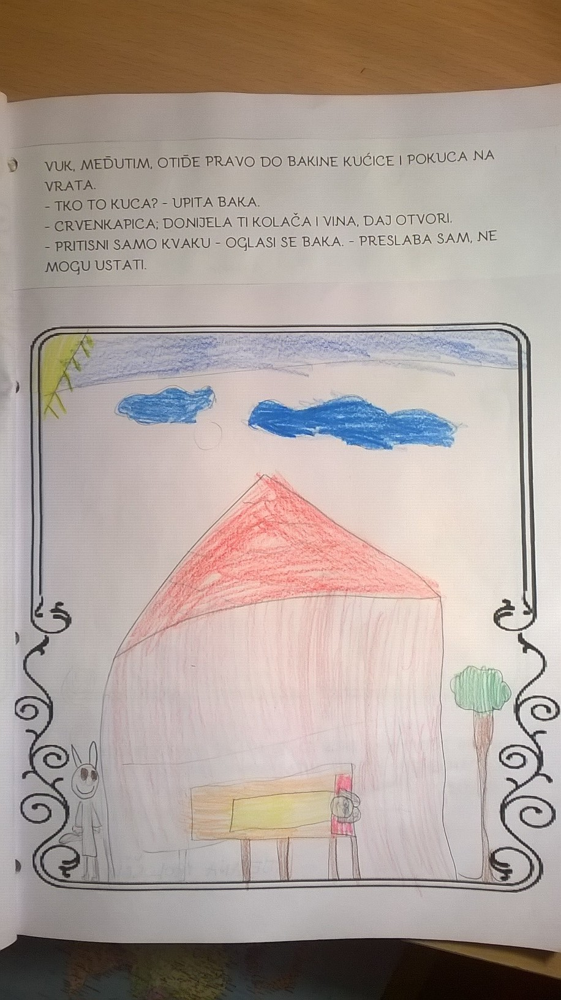 VUK, MEĐUTIM, OTIĐE PRAVO DO BAKINE KUĆICE I POKUCA NA
VRATA.
- TKO TO KUCA? - UPITA BAKA.
- CRVENKAPICA; DONIJELA TI KOLAČA I VINA, DAJ OTVORI.
- PRITISNI SAMO KVAKU - OGLASI SE BAKA. - PRESLABA SAM, NE
MOGU USTATI.